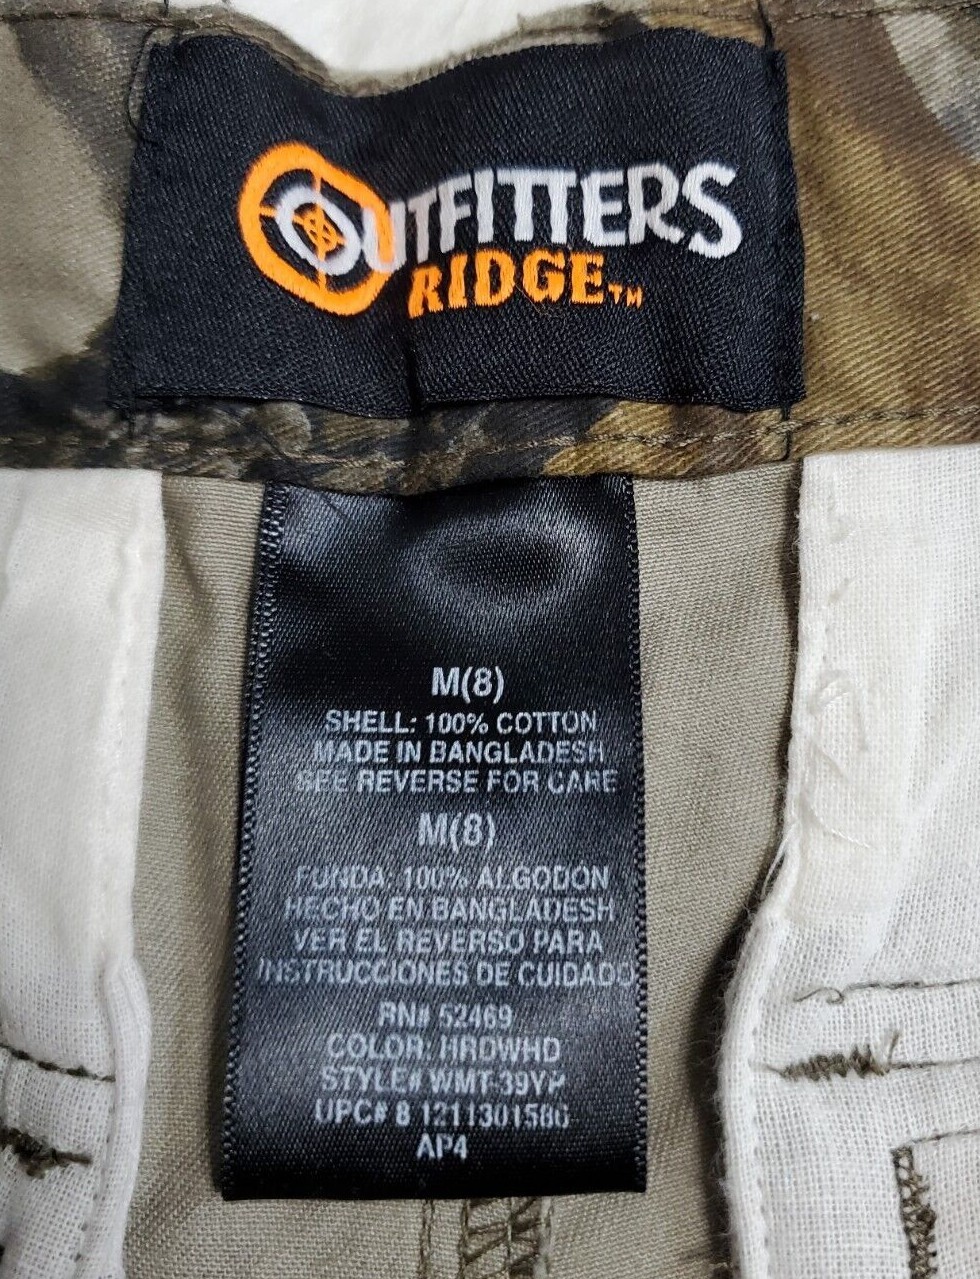 OUTFITTERS
RIDGE™
M(8)
SHELL: 100% COTTON
MADE IN BANGLADESH
SEE REVERSE FOR CARE
M(8)
FUNDA: 100% ALGODON
HECHO EN BANGLADESH
VER EL REVERSO PARA
INSTRUCCIONES DE CUIDADO
RN# 52469
COLOR: HRDWHD
STYLE# WMT-39YP
UPC# 8
AP4